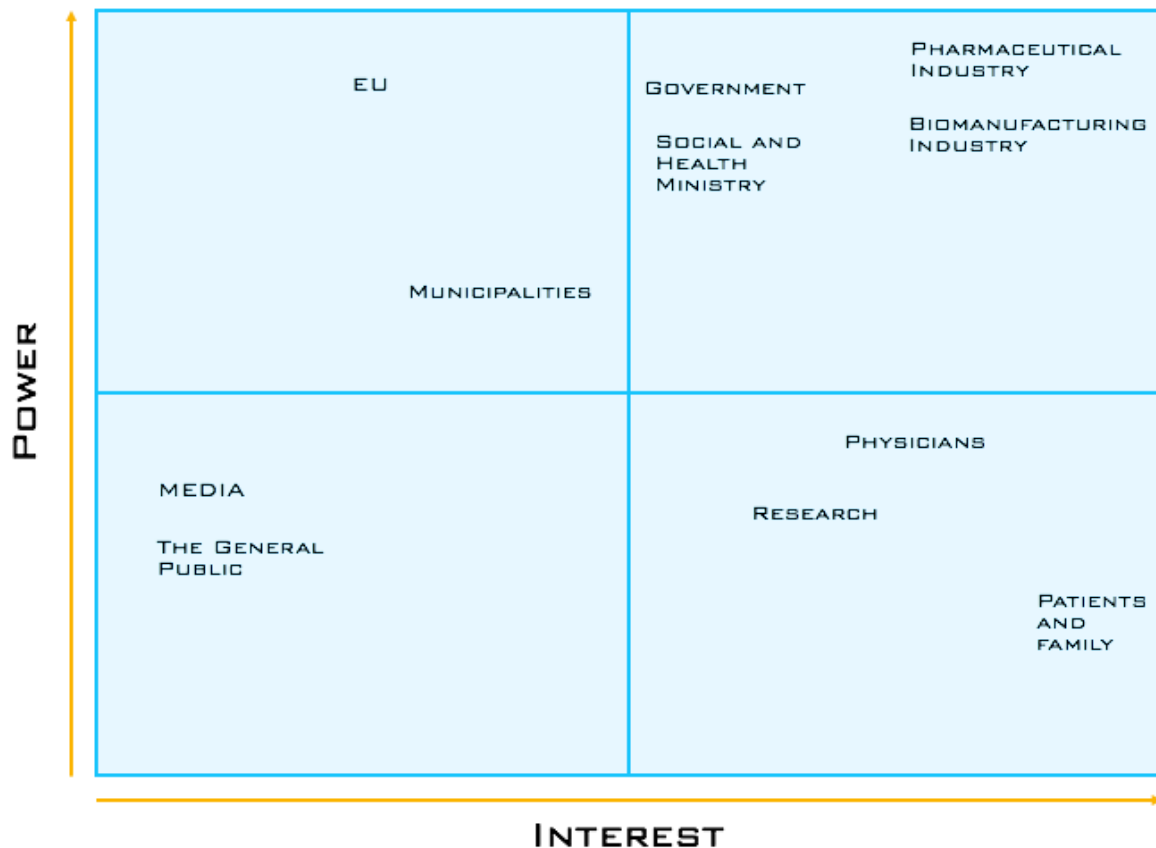 EU
Government
Pharmaceutical
Industry
Social and
Health
Ministry
Biomanufacturing
Industry
Municipalities
Power
MEDIA
The General
Public
Physicians
Research
Patients
and
family
Interest